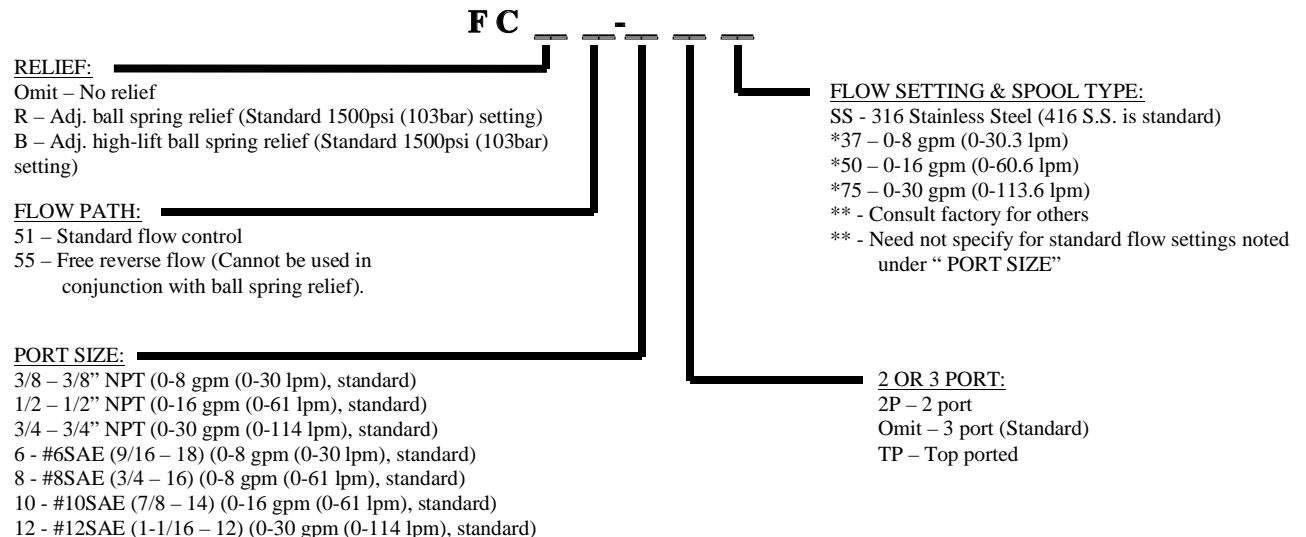 FC __ __-__ __ __
RELIEF:
Omit – No relief
R – Adj. ball spring relief (Standard 1500psi (103bar) setting)
B – Adj. high-lift ball spring relief (Standard 1500psi (103bar)
setting)
FLOW PATH:
51 – Standard flow control
55 – Free reverse flow (Cannot be used in
conjunction with ball spring relief).
PORT SIZE:
3/8 – 3/8” NPT (0-8 gpm (0-30 lpm), standard)
1/2 – 1/2” NPT (0-16 gpm (0-61 lpm), standard)
3/4 – 3/4” NPT (0-30 gpm (0-114 lpm), standard)
6 - #6SAE (9/16 – 18) (0-8 gpm (0-30 lpm), standard)
8 - #8SAE (3/4 – 16) (0-8 gpm (0-61 lpm), standard)
10 - #10SAE (7/8 – 14) (0-16 gpm (0-61 lpm), standard)
12 - #12SAE (1-1/16 – 12) (0-30 gpm (0-114 lpm), standard)
FLOW SETTING & SPOOL TYPE:
SS - 316 Stainless Steel (416 S.S. is standard)
*37 – 0-8 gpm (0-30.3 lpm)
*50 – 0-16 gpm (0-60.6 lpm)
*75 – 0-30 gpm (0-113.6 lpm)
** - Consult factory for others
** - Need not specify for standard flow settings noted
under “ PORT SIZE”
2 OR 3 PORT:
2P – 2 port
Omit – 3 port (Standard)
TP – Top ported